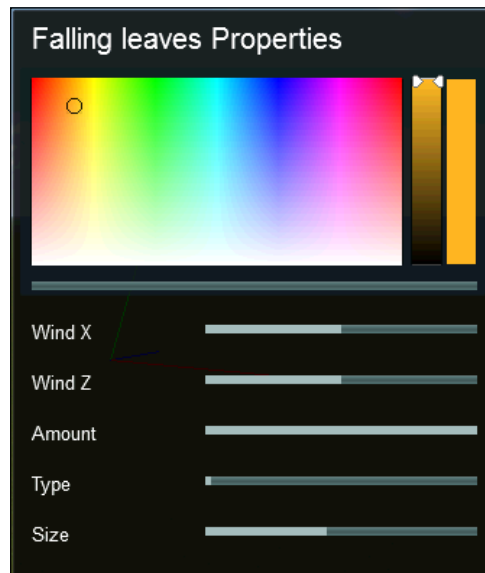 Falling leaves Properties
Wind X
Wind Z
Amount
Type
Size